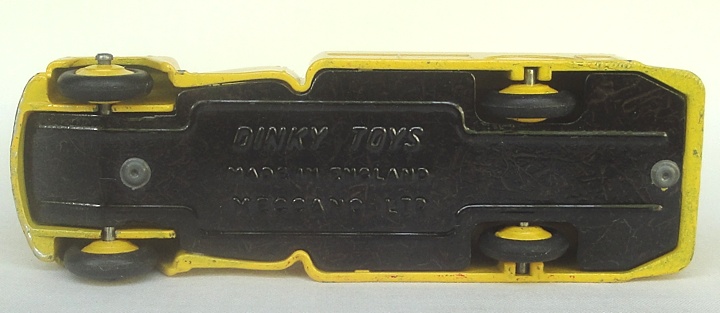 DINKY TOYS
MADE IN ENGLAND
MECCANO LTD